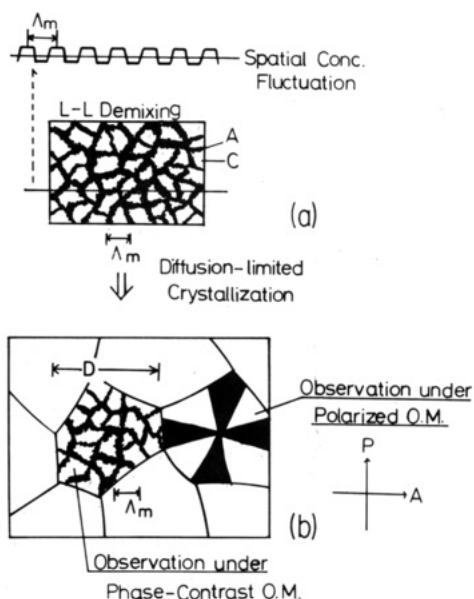 Λm
Spatial Conc.
Fluctuation
L-L Demixing
A
C
(a)
Λm
Diffusion-limited
Crystallization
D
Observation under
Polarized O.M.
P
A
Λm
(b)
Observation under
Phase-Contrast O.M.